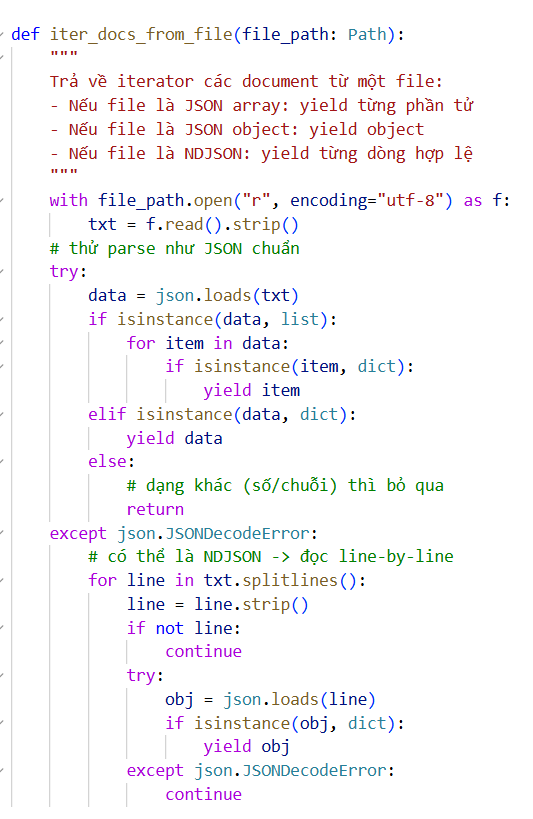 def iter_docs_from_file(file_path: Path):
    """
    Trả về iterator các document từ một file:
    - Nếu file là JSON array: yield từng phần tử
    - Nếu file là JSON object: yield object
    - Nếu file là NDJSON: yield từng dòng hợp lệ
    """
    with file_path.open("r", encoding="utf-8") as f:
        txt = f.read().strip()
    # thử parse như JSON chuẩn
    try:
        data = json.loads(txt)
        if isinstance(data, list):
            for item in data:
                if isinstance(item, dict):
                    yield item
        elif isinstance(data, dict):
            yield data
        else:
            # dạng khác (số/chuỗi) thì bỏ qua
            return
    except json.JSONDecodeError:
        # có thể là NDJSON -> đọc line-by-line
        for line in txt.splitlines():
            line = line.strip()
            if not line:
                continue
            try:
                obj = json.loads(line)
                if isinstance(obj, dict):
                    yield obj
            except json.JSONDecodeError:
                continue